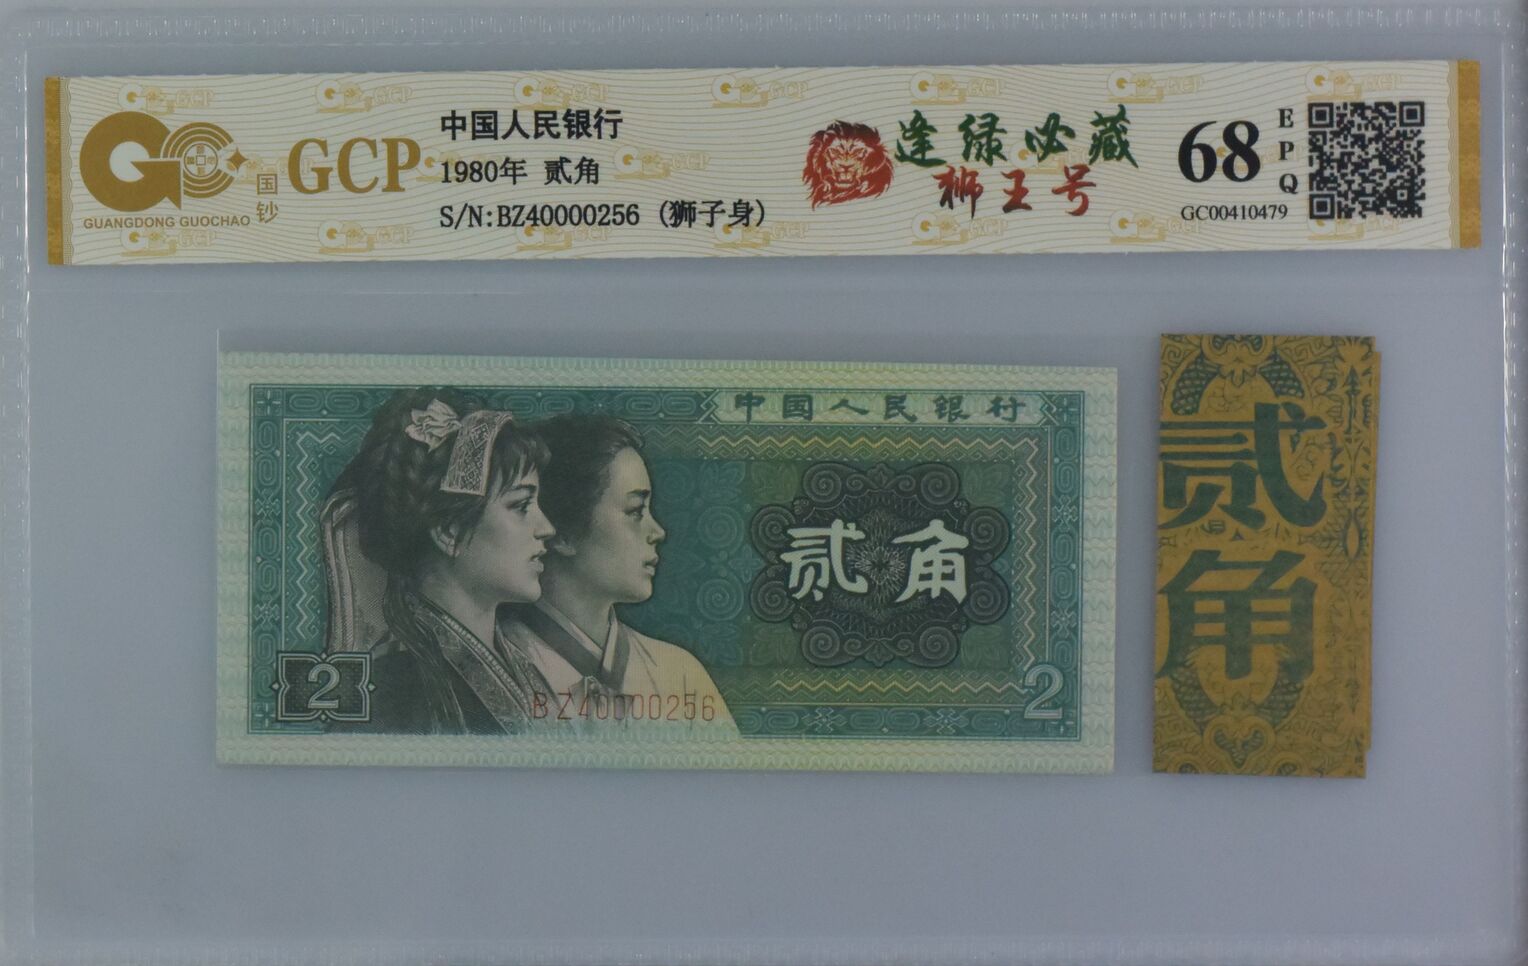 GUANGDONG GUOCHAO
国钞
GCP
中国人民银行
1980年 贰角
S/N:BZ40000256 (狮子身)
逢绿必藏
狮王号
68
EPQ
GC00410479
中国人民银行
贰角
2
2
BZ40000256
贰角